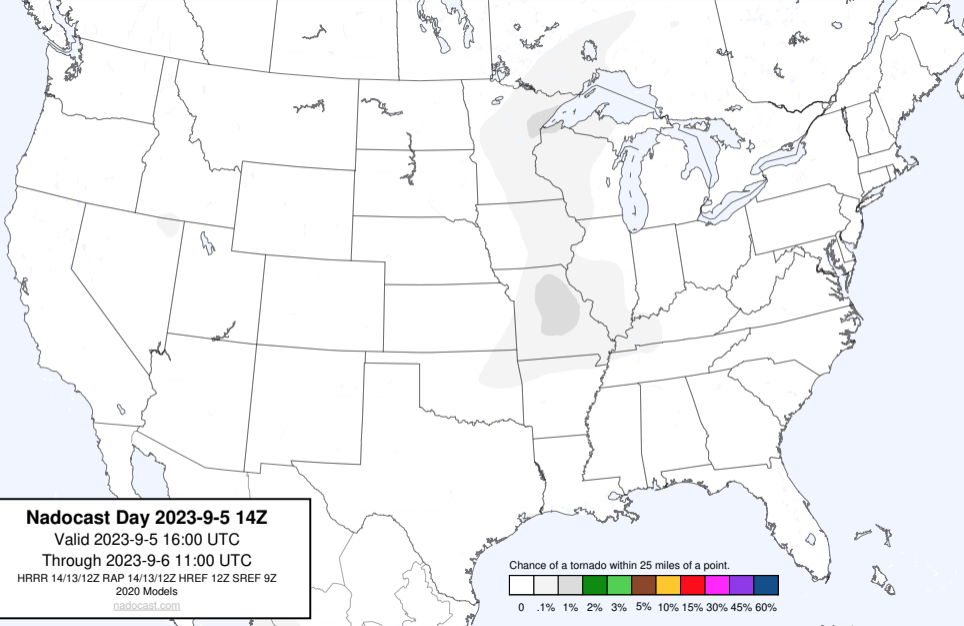 Nadocast Day 2023-9-5 14Z
Valid 2023-9-5 16:00 UTC
Through 2023-9-6 11:00 UTC
HRRR 14/13/12Z RAP 14/13/12Z HREF 12Z SREF 9Z
2020 Models
nadocast.com
Chance of a tornado within 25 miles of a point.
0 .1% 1% 2% 3% 5% 10% 15% 30% 45% 60%